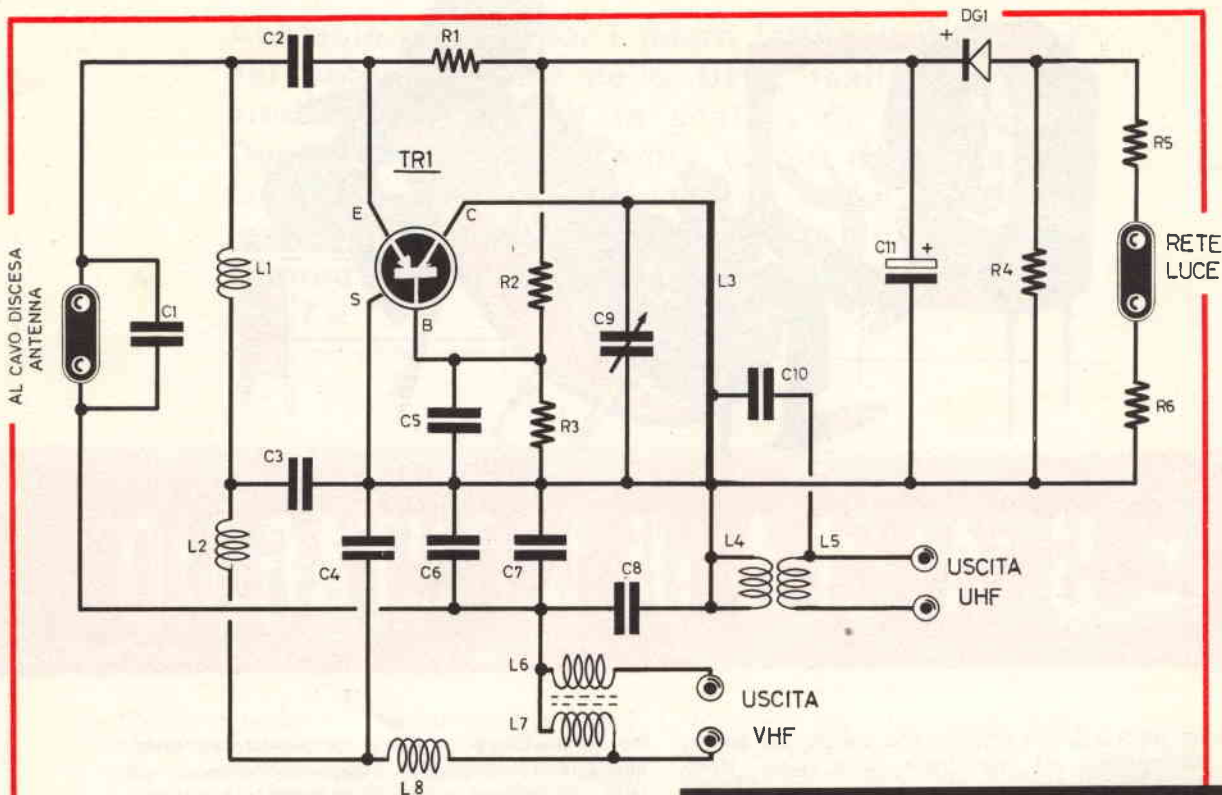 DG1
C2
R1
+
R5
TR1
AL CAVO DISCESA
ANTENNA
E
C
L1
C1
S
B
R2
L3
C9
C11
+
R4
RETE
LUCE
C10
R6
C5
R3
C3
L2
C4
C6
C7
C8
L4
L5
USCITA
UHF
L6
USCITA
L7
VHF
L8